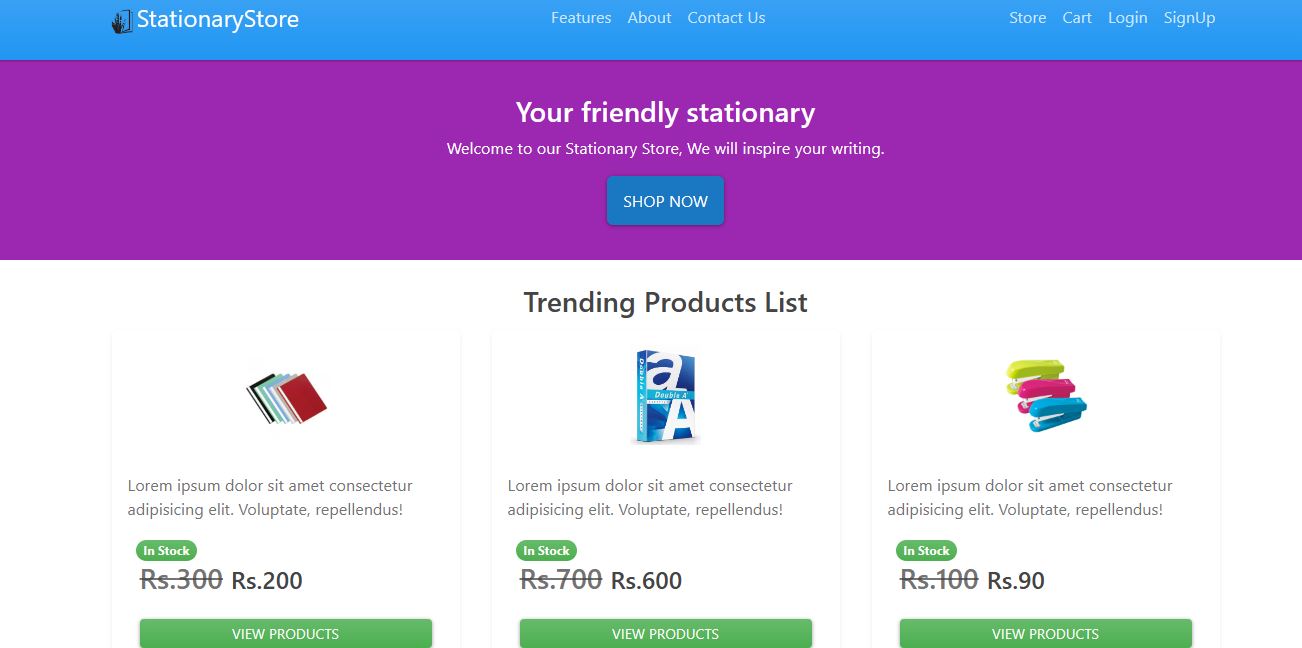 StationaryStore Features About Contact Us Store Cart Login SignUp
Your friendly stationary
Welcome to our Stationary Store, We will inspire your writing.
SHOP NOW
Trending Products List
Double A
Double A
Lorem ipsum dolor sit amet consectetur
adipisicing elit. Voluptate, repellendus!
In Stock
Rs.300 Rs.200
VIEW PRODUCTS
Lorem ipsum dolor sit amet consectetur
adipisicing elit. Voluptate, repellendus!
In Stock
Rs.700 Rs.600
VIEW PRODUCTS
Lorem ipsum dolor sit amet consectetur
adipisicing elit. Voluptate, repellendus!
In Stock
Rs.100 Rs.90
VIEW PRODUCTS